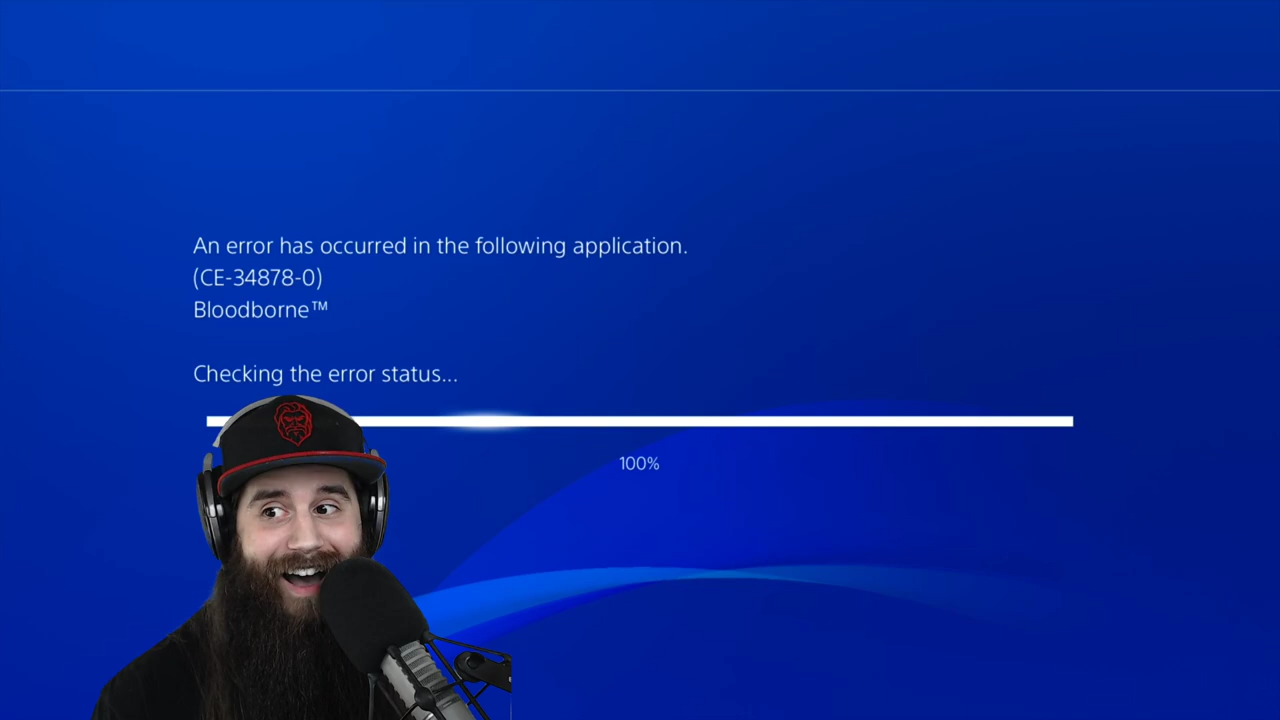 An error has occurred in the following application.
(CE-34878-0)
Bloodborne™
Checking the error status...
100%